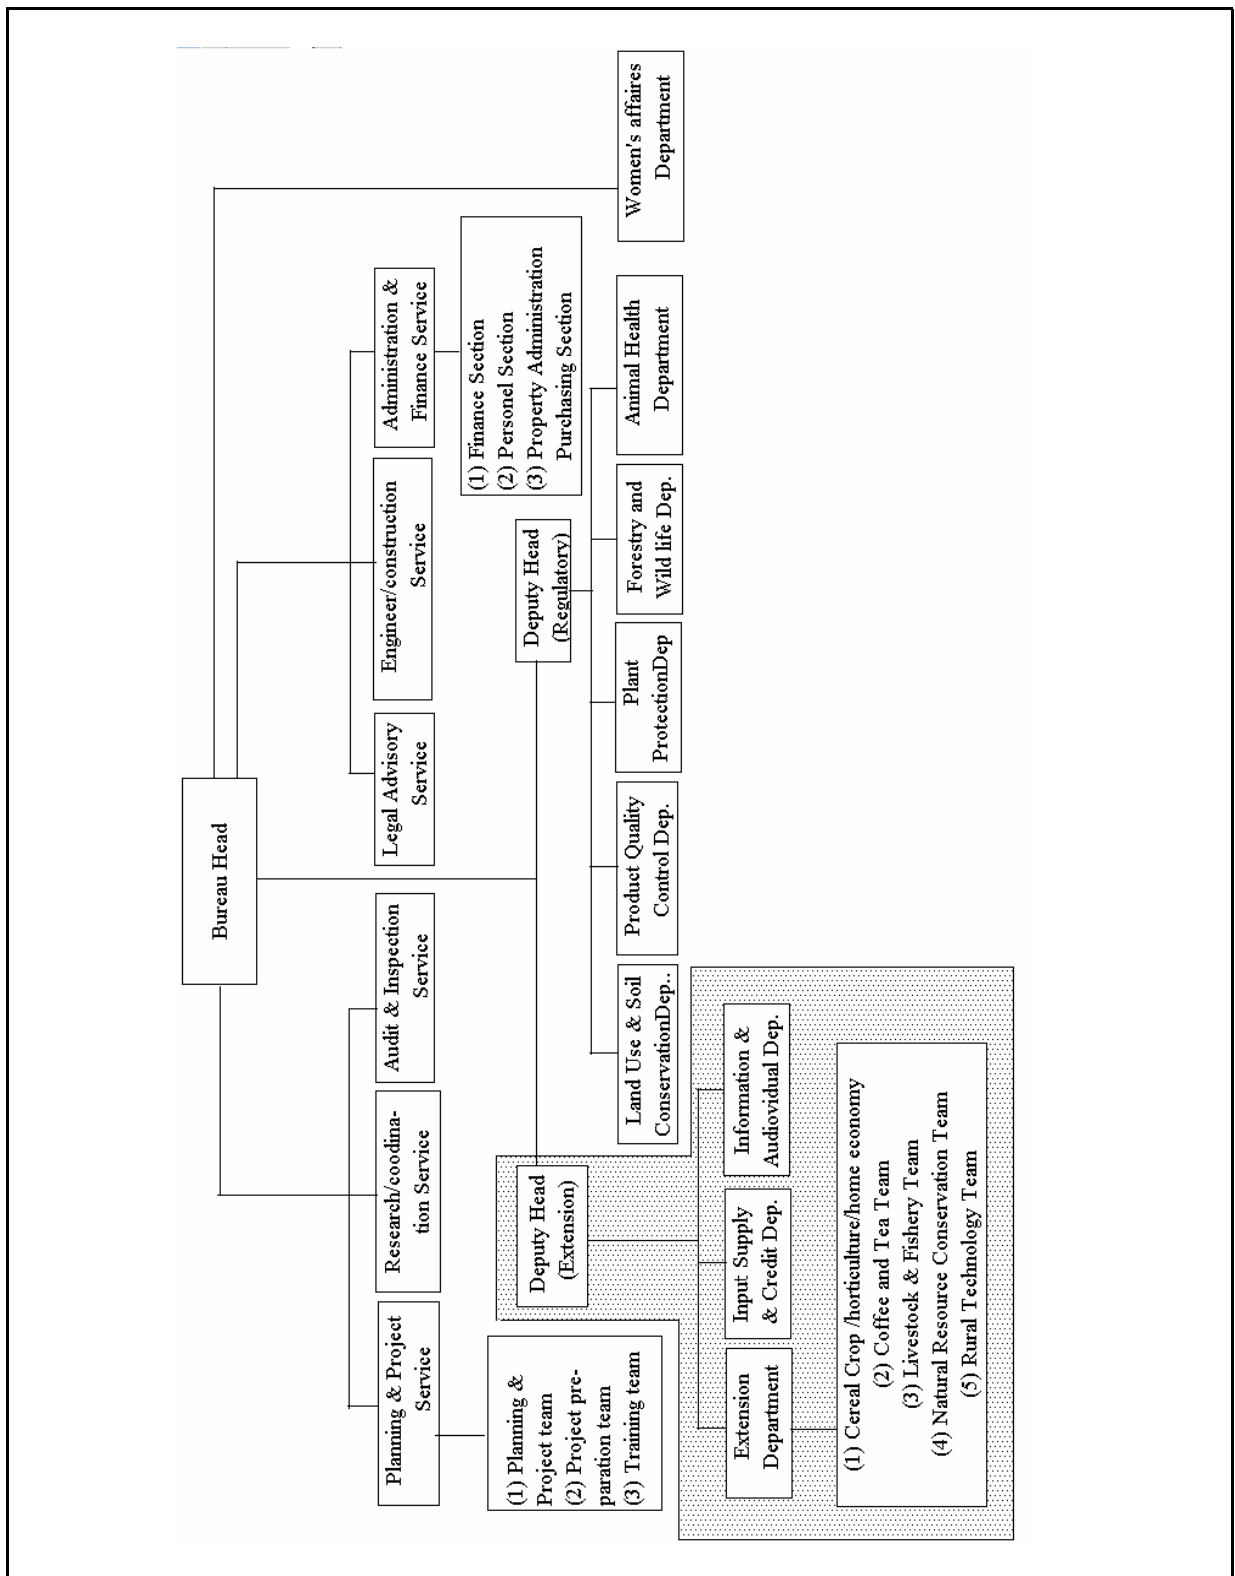 Bureau Head
Planning & Project
Service
Research/coodina-
tion Service
Audit & Inspection
Service
Legal Advisory
Service
Engineer/construction
Service
Administration &
Finance Service
(1) Planning &
Project team
(2) Project pre-
paration team
(3) Training team
(1) Finance Section
(2) Personel Section
(3) Property Administration
Purchasing Section
Deputy Head
(Extension)
Deputy Head
(Regulatory)
Land Use & Soil
ConservationDep..
Product Quality
Control Dep.
Plant
ProtectionDep
Forestry and
Wild life Dep.
Animal Health
Department
Women's affaires
Department
Extension
Department
Input Supply
& Credit Dep.
Information &
Audiovidual Dep.
(1) Cereal Crop /horticulture/home economy
(2) Coffee and Tea Team
(3) Livestock & Fishery Team
(4) Natural Resource Conservation Team
(5) Rural Technology Team